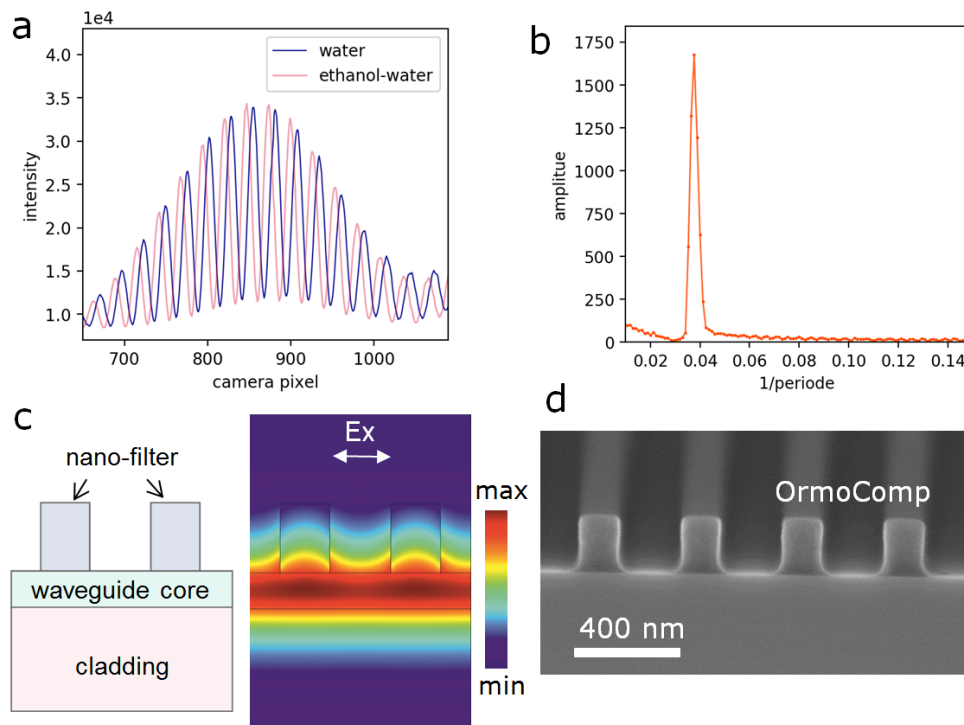 a
1e4
4.0
3.5
3.0
2.5
2.0
1.5
1.0
intensity
700
800
900
1000
camera pixel
water
ethanol-water
b
1750
1500
1250
1000
750
500
250
0
amplitue
0.02
0.04
0.06
0.08
0.10
0.12
0.14
1/periode
c
nano-filter
waveguide core
cladding
Ex
max
min
d
OrmoComp
400 nm